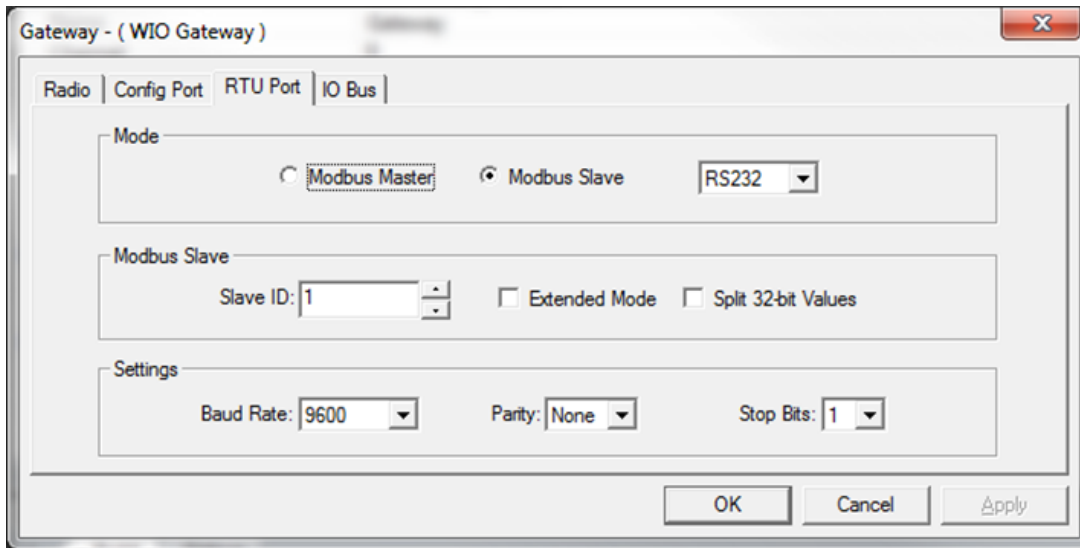 Gateway - ( WIO Gateway )
Radio Config Port RTU Port IO Bus
Mode
Modbus Master Modbus Slave RS232
Modbus Slave
Slave ID: 1 Extended Mode Split 32-bit Values
Settings
Baud Rate: 9600 Parity: None Stop Bits: 1
OK Cancel Apply